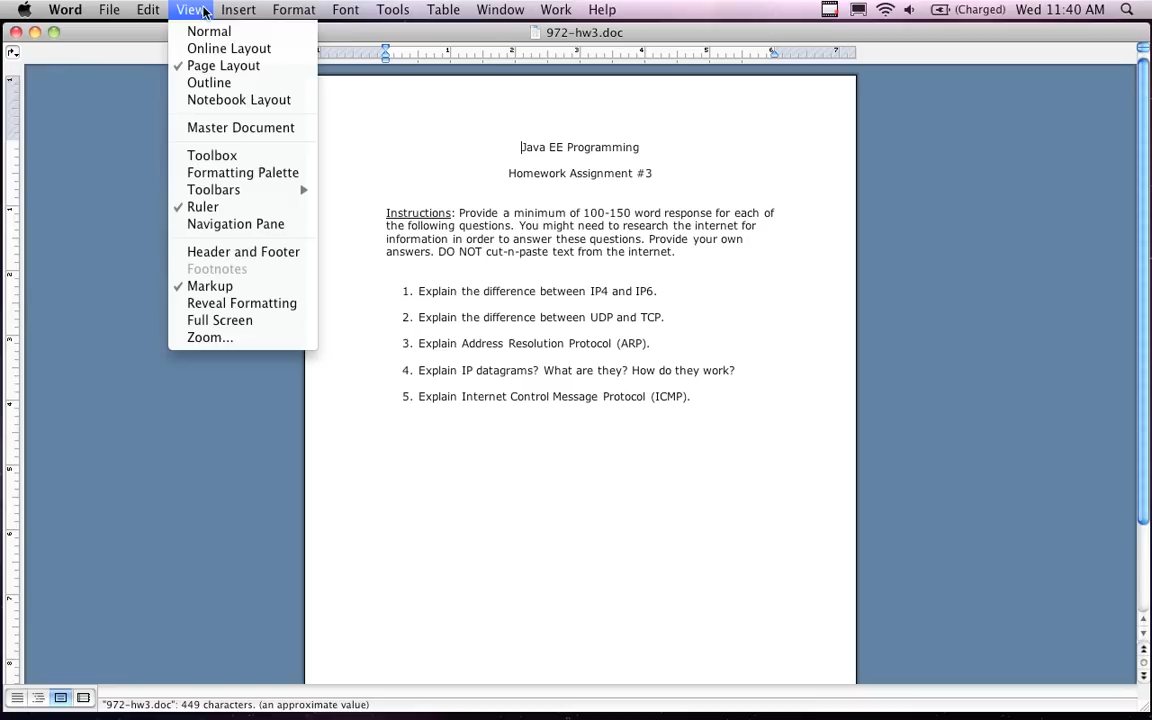 Word File Edit View Insert Format Font Tools Table Window Work Help (Charged) Wed 11:40 AM
972-hw3.doc
Normal
Online Layout
✓ Page Layout
Outline
Notebook Layout
Master Document
Toolbox
Formatting Palette
Toolbars
✓ Ruler
Navigation Pane
Header and Footer
Footnotes
✓ Markup
Reveal Formatting
Full Screen
Zoom...
1 2 3 4 5 6 7
Java EE Programming
Homework Assignment #3
Instructions: Provide a minimum of 100-150 word response for each of
the following questions. You might need to research the internet for
information in order to answer these questions. Provide your own
answers. DO NOT cut-n-paste text from the internet.
1. Explain the difference between IP4 and IP6.
2. Explain the difference between UDP and TCP.
3. Explain Address Resolution Protocol (ARP).
4. Explain IP datagrams? What are they? How do they work?
5. Explain Internet Control Message Protocol (ICMP).
"972-hw3.doc": 449 characters. (an approximate value)